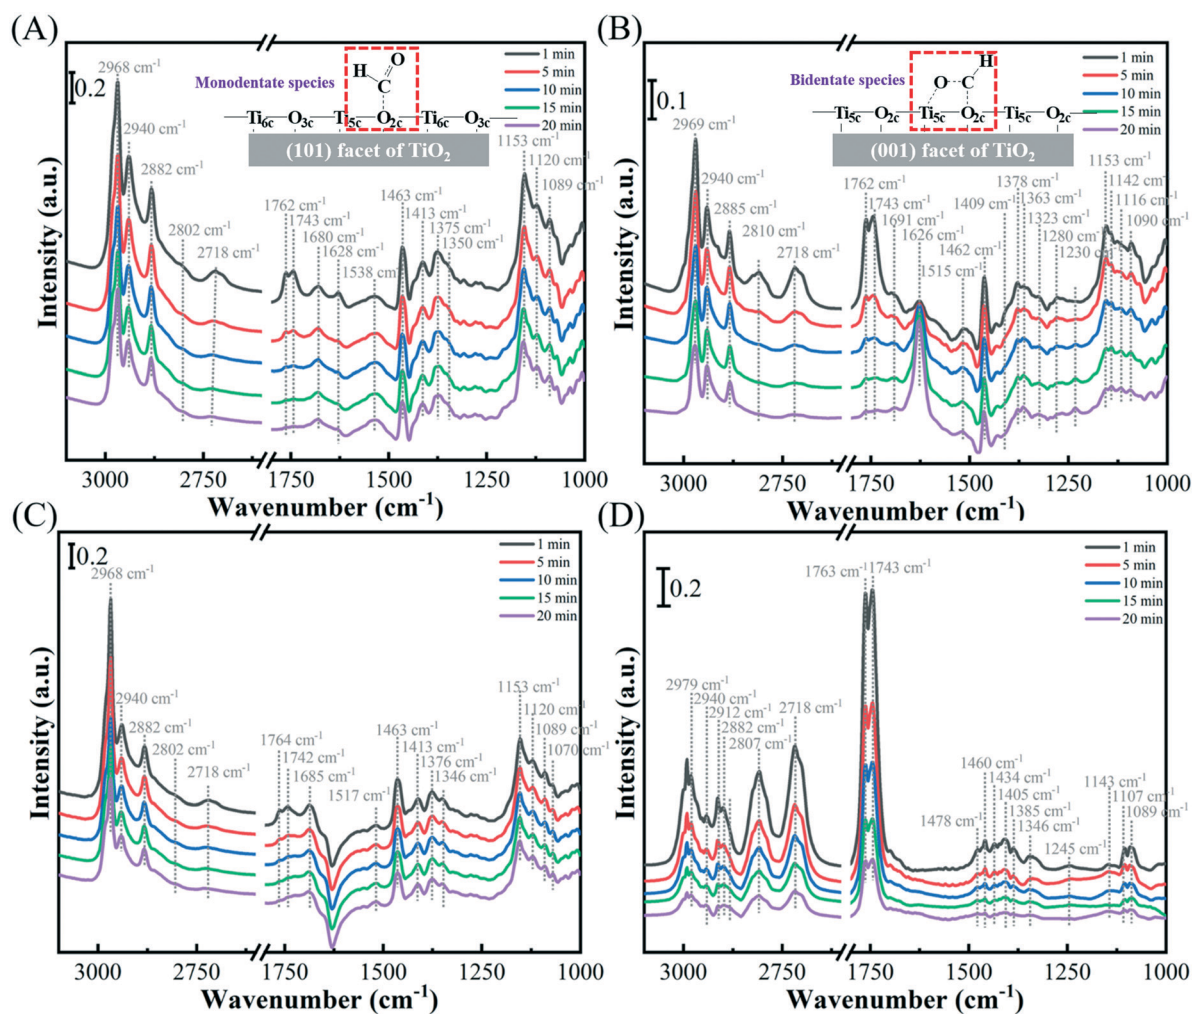 (A)
Intensity (a.u.)
0.2
2968 cm-1
2940 cm-1
2882 cm-1
2802 cm-1
2718 cm-1
Monodentate species
H
O
C
Ti6c O3c Ti5c O2c Ti6c O3c
(101) facet of TiO2
1 min
5 min
10 min
15 min
20 min
1762 cm-1
1743 cm-1
1680 cm-1
1628 cm-1
1538 cm-1
1463 cm-1
1413 cm-1
1375 cm-1
1350 cm-1
1153 cm-1
1120 cm-1
1089 cm-1
3000 2750 1750 1500 1250 1000
Wavenumber (cm-1)
(B)
Intensity (a.u.)
0.1
2969 cm-1
2940 cm-1
2885 cm-1
2810 cm-1
2718 cm-1
Bidentate species
H
O C
Ti5c O2c Ti5c O2c Ti5c O2c
(001) facet of TiO2
1 min
5 min
10 min
15 min
20 min
1762 cm-1
1743 cm-1
1691 cm-1
1626 cm-1
1515 cm-1
1462 cm-1
1409 cm-1
1378 cm-1
1363 cm-1
1323 cm-1
1280 cm-1
1230 cm-1
1153 cm-1
1142 cm-1
1116 cm-1
1090 cm-1
3000 2750 1750 1500 1250 1000
Wavenumber (cm-1)
(C)
Intensity (a.u.)
0.2
2968 cm-1
2940 cm-1
2882 cm-1
2802 cm-1
2718 cm-1
1 min
5 min
10 min
15 min
20 min
1764 cm-1
1742 cm-1
1685 cm-1
1517 cm-1
1463 cm-1
1413 cm-1
1376 cm-1
1346 cm-1
1153 cm-1
1120 cm-1
1089 cm-1
1070 cm-1
3000 2750 1750 1500 1250 1000
Wavenumber (cm-1)
(D)
Intensity (a.u.)
0.2
1763 cm-1
1743 cm-1
1 min
5 min
10 min
15 min
20 min
2979 cm-1
2940 cm-1
2912 cm-1
2882 cm-1
2807 cm-1
2718 cm-1
1478 cm-1
1460 cm-1
1434 cm-1
1405 cm-1
1385 cm-1
1346 cm-1
1245 cm-1
1143 cm-1
1107 cm-1
1089 cm-1
3000 2750 1750 1500 1250 1000
Wavenumber (cm-1)